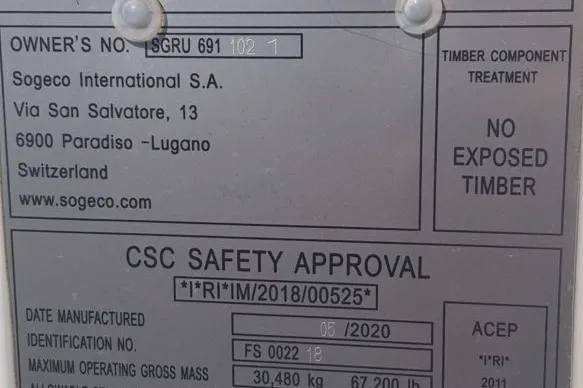 OWNER'S NO. SGRU 691 102 1
Sogeco International S.A.
Via San Salvatore, 13
6900 Paradiso -Lugano
Switzerland
www.sogeco.com
TIMBER COMPONENT
TREATMENT
NO
EXPOSED
TIMBER
CSC SAFETY APPROVAL
*I*RI*IM/2018/00525*
DATE MANUFACTURED 05 /2020
IDENTIFICATION NO. FS 0022 18
MAXIMUM OPERATING GROSS MASS 30,480 kg 67,200 lb
ACEP
*I*RI*
2011